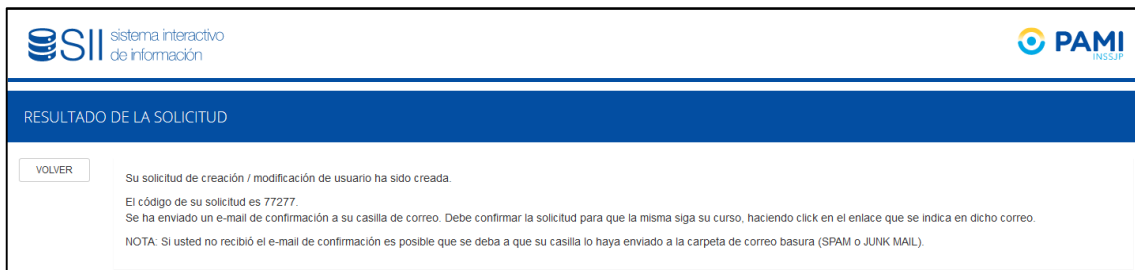 SII sistema interactivo
de información
PAMI
INSSJP
RESULTADO DE LA SOLICITUD
VOLVER
Su solicitud de creación / modificación de usuario ha sido creada.
El código de su solicitud es 77277.
Se ha enviado un e-mail de confirmación a su casilla de correo. Debe confirmar la solicitud para que la misma siga su curso, haciendo click en el enlace que se indica en dicho correo.
NOTA: Si usted no recibió el e-mail de confirmación es posible que se deba a que su casilla lo haya enviado a la carpeta de correo basura (SPAM o JUNK MAIL).